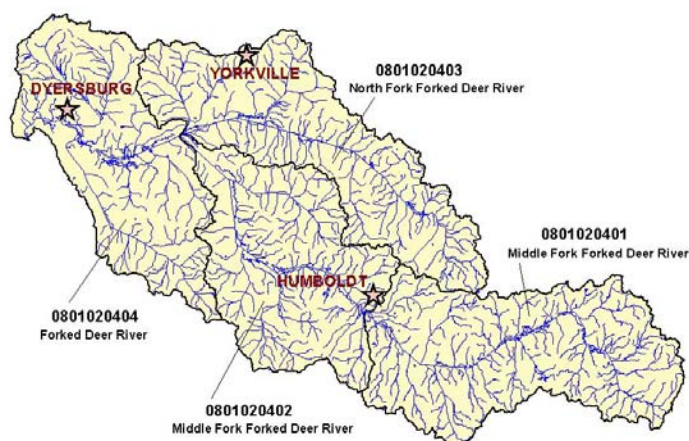 YORKVILLE
0801020403
North Fork Forked Deer River
DYERSBURG
0801020401
Middle Fork Forked Deer River
HUMBOLDT
0801020404
Forked Deer River
0801020402
Middle Fork Forked Deer River